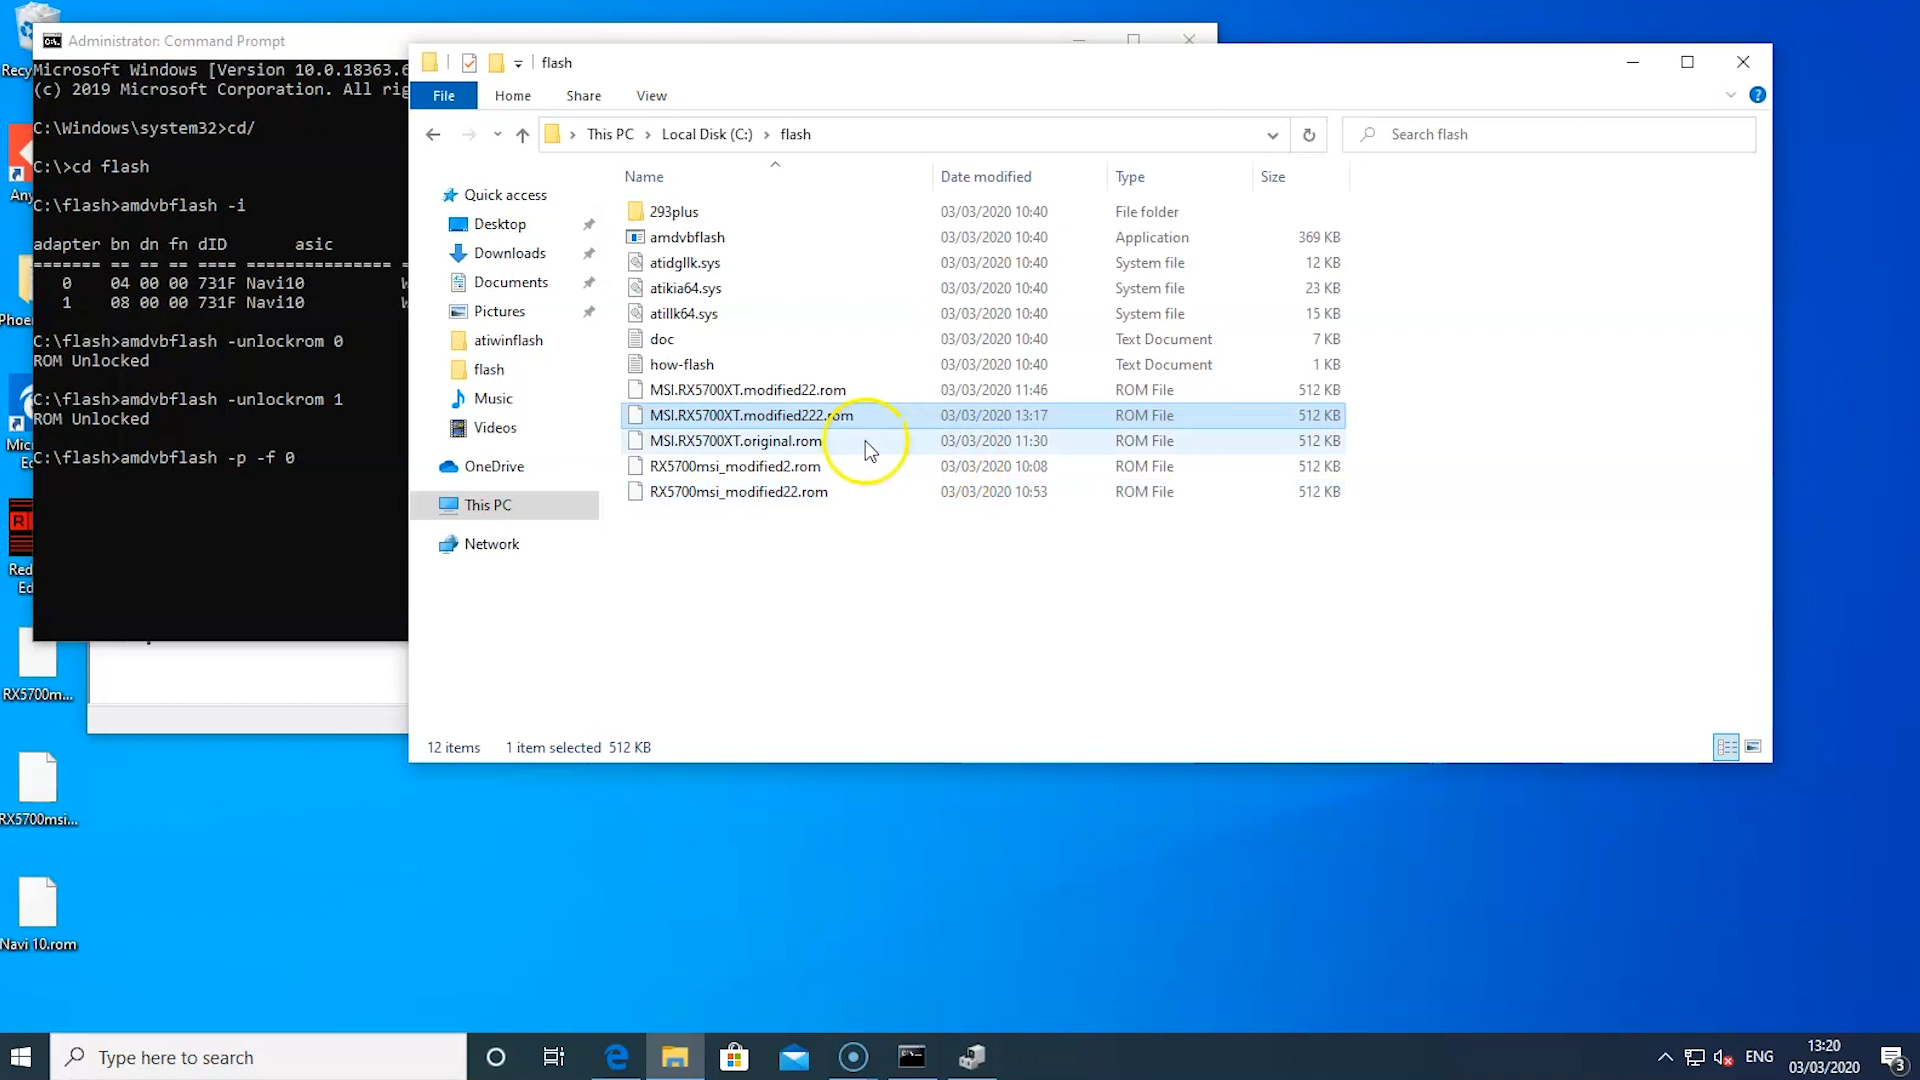 Administrator: Command Prompt
Microsoft Windows [Version 10.0.18363.
(c) 2019 Microsoft Corporation. All
C:\Windows\system32>cd/
C:\>cd flash
C:\flash>amdvbflash -i
adapter bn dn fn dID asic
======= == == == ==== ===============
0 04 00 00 731F Navi10
1 08 00 00 731F Navi10
C:\flash>amdvbflash -unlockrom 0
ROM Unlocked
C:\flash>amdvbflash -unlockrom 1
ROM Unlocked
C:\flash>amdvbflash -p -f 0
flash
File Home Share View
This PC › Local Disk (C:) › flash
Search flash
Name Date modified Type Size
293plus 03/03/2020 10:40 File folder
amdvbflash 03/03/2020 10:40 Application 369 KB
atidgllk.sys 03/03/2020 10:40 System file 12 KB
atikia64.sys 03/03/2020 10:40 System file 23 KB
atillk64.sys 03/03/2020 10:40 System file 15 KB
doc 03/03/2020 10:40 Text Document 7 KB
how-flash 03/03/2020 10:40 Text Document 1 KB
MSI.RX5700XT.modified22.rom 03/03/2020 11:46 ROM File 512 KB
MSI.RX5700XT.modified222.rom 03/03/2020 13:17 ROM File 512 KB
MSI.RX5700XT.original.rom 03/03/2020 11:30 ROM File 512 KB
RX5700msi_modified2.rom 03/03/2020 10:08 ROM File 512 KB
RX5700msi_modified22.rom 03/03/2020 10:53 ROM File 512 KB
Quick access
Desktop
Downloads
Documents
Pictures
atiwinflash
flash
Music
Videos
OneDrive
This PC
Network
12 items 1 item selected 512 KB
RX5700m...
RX5700msi...
Navi 10.rom
Type here to search
ENG
13:20
03/03/2020
3